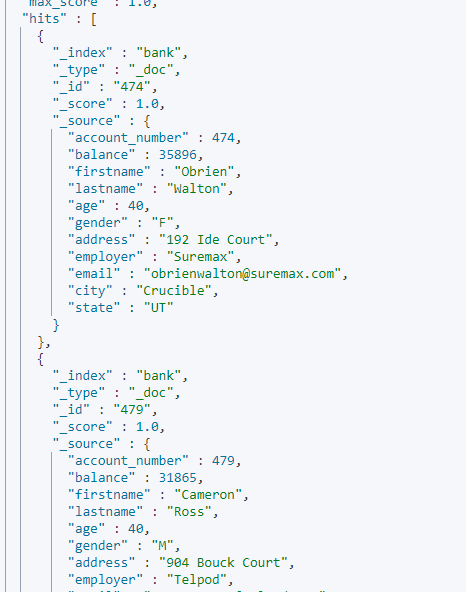 "max_score" : 1.0,
"hits" : [
{
"_index" : "bank",
"_type" : "_doc",
"_id" : "474",
"_score" : 1.0,
"_source" : {
"account_number" : 474,
"balance" : 35896,
"firstname" : "Obrien",
"lastname" : "Walton",
"age" : 40,
"gender" : "F",
"address" : "192 Ide Court",
"employer" : "Suremax",
"email" : "obrienwalton@suremax.com",
"city" : "Crucible",
"state" : "UT"
}
},
{
"_index" : "bank",
"_type" : "_doc",
"_id" : "479",
"_score" : 1.0,
"_source" : {
"account_number" : 479,
"balance" : 31865,
"firstname" : "Cameron",
"lastname" : "Ross",
"age" : 40,
"gender" : "M",
"address" : "904 Bouck Court",
"employer" : "Telpod",